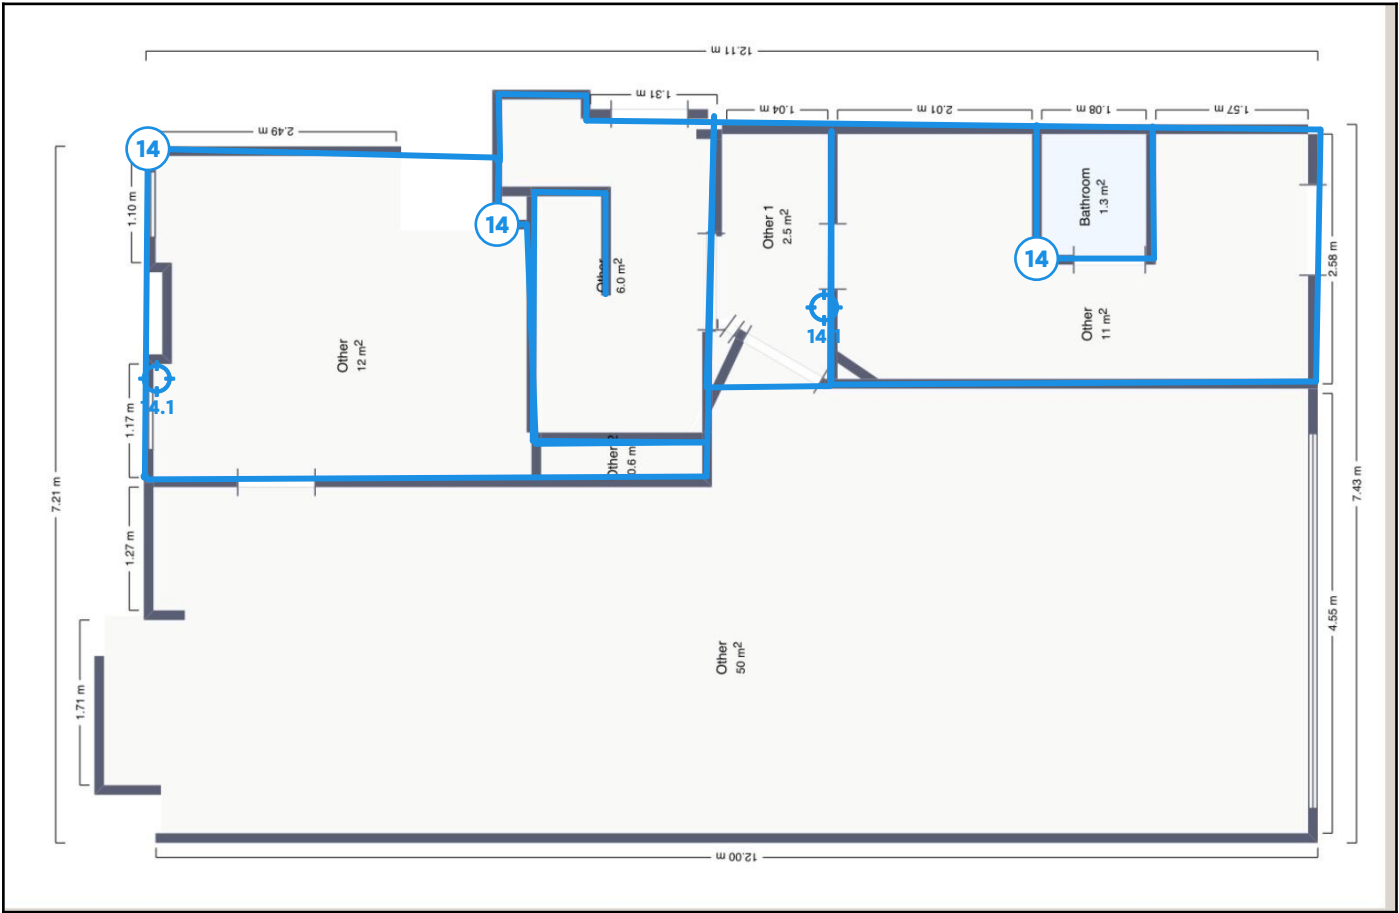 12.11 m
1.31 m
1.04 m
2.01 m
1.08 m
1.57 m
2.49 m
14
1.10 m
14
Other 1
2.5 m²
Bathroom
1.3 m²
14
2.58 m
Other
6.0 m²
14.1
Other
11 m²
Other
12 m²
14.1
1.17 m
Other 2
0.6 m
7.21 m
7.43 m
1.27 m
4.55 m
Other
50 m²
1.71 m
12.00 m